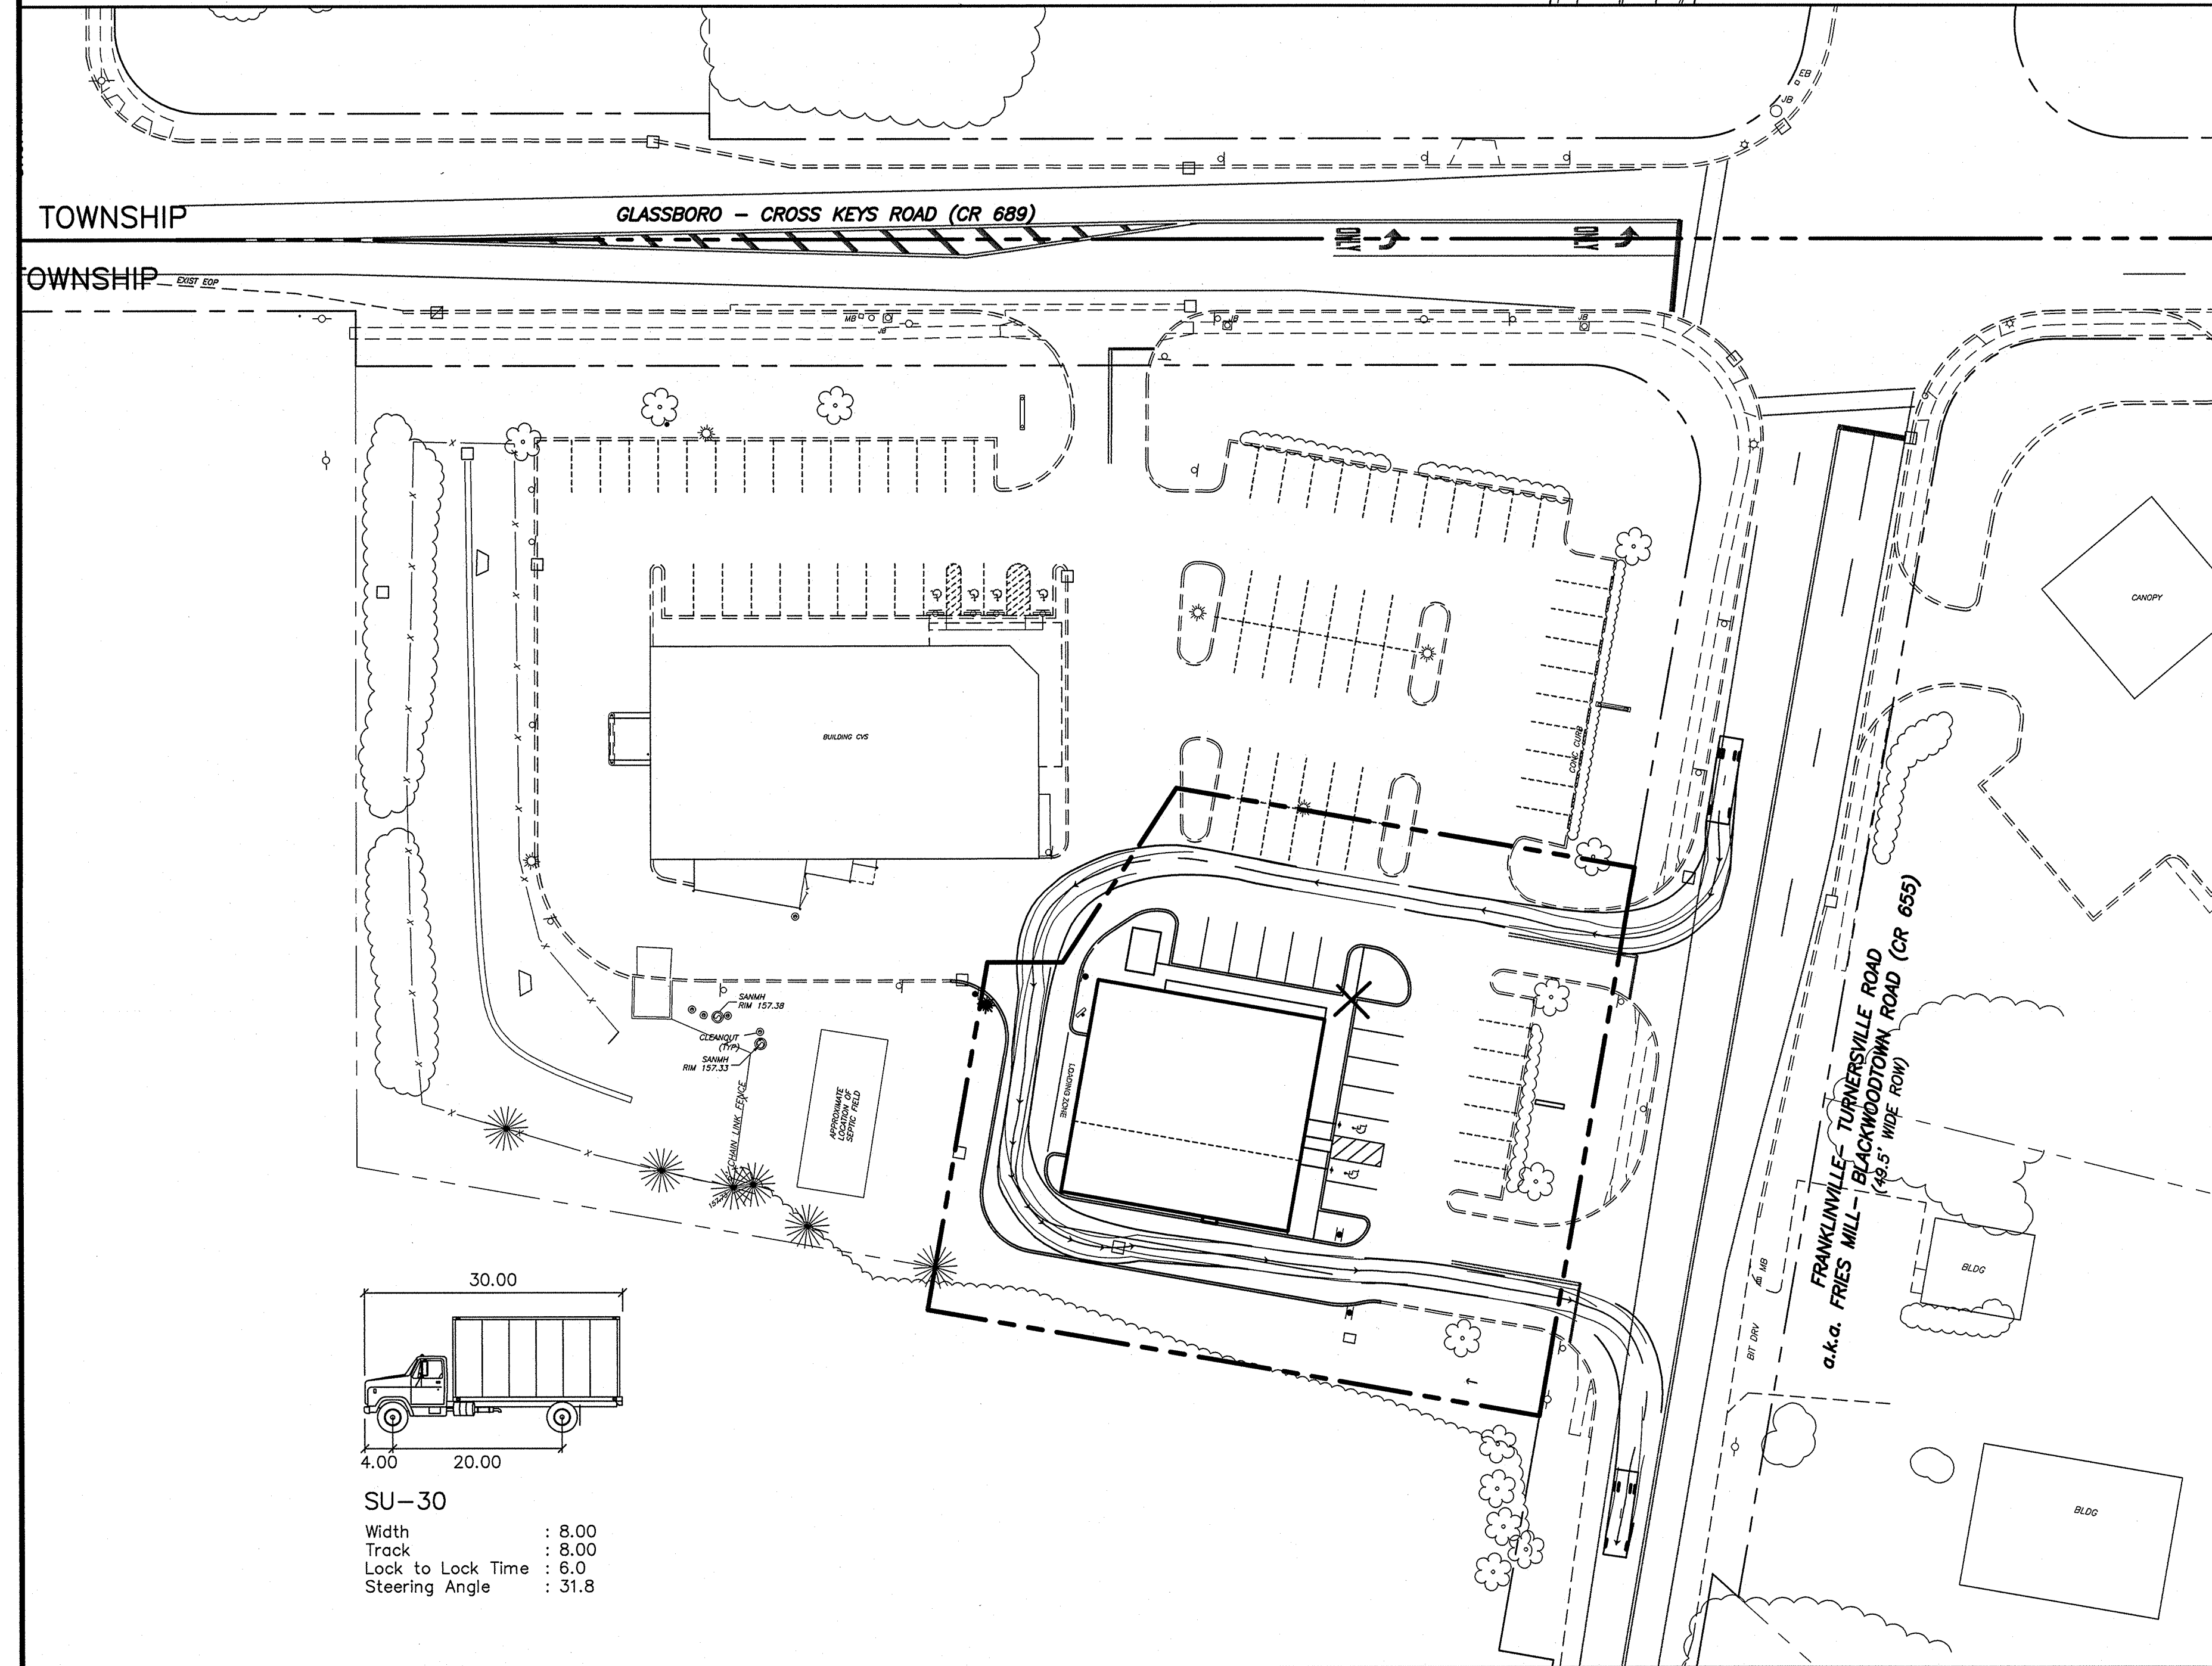 EB
JB
TOWNSHIP
GLASSBORO - CROSS KEYS ROAD (CR 689)
ONLY
ONLY
OWNSHIP
EXIST EOP
MB
JB
JB
JB
CANOPY
BUILDING CVS
CONC CURB
SANMH
RIM 157.38
CLEANOUT
(TYP)
SANMH
RIM 157.33
CHAIN LINK FENCE
APPROXIMATE
LOCATION OF
SEPTIC FIELD
LOADING ZONE
FRANKLINVILLE - TURNERSVILLE ROAD
a.k.a. FRIES MILL - BLACKWOODTOWN ROAD (CR 655)
(49.5' WIDE ROW)
MB
BIT DRV
BLDG
BLDG
30.00
4.00
20.00
SU-30
Width : 8.00
Track : 8.00
Lock to Lock Time : 6.0
Steering Angle : 31.8